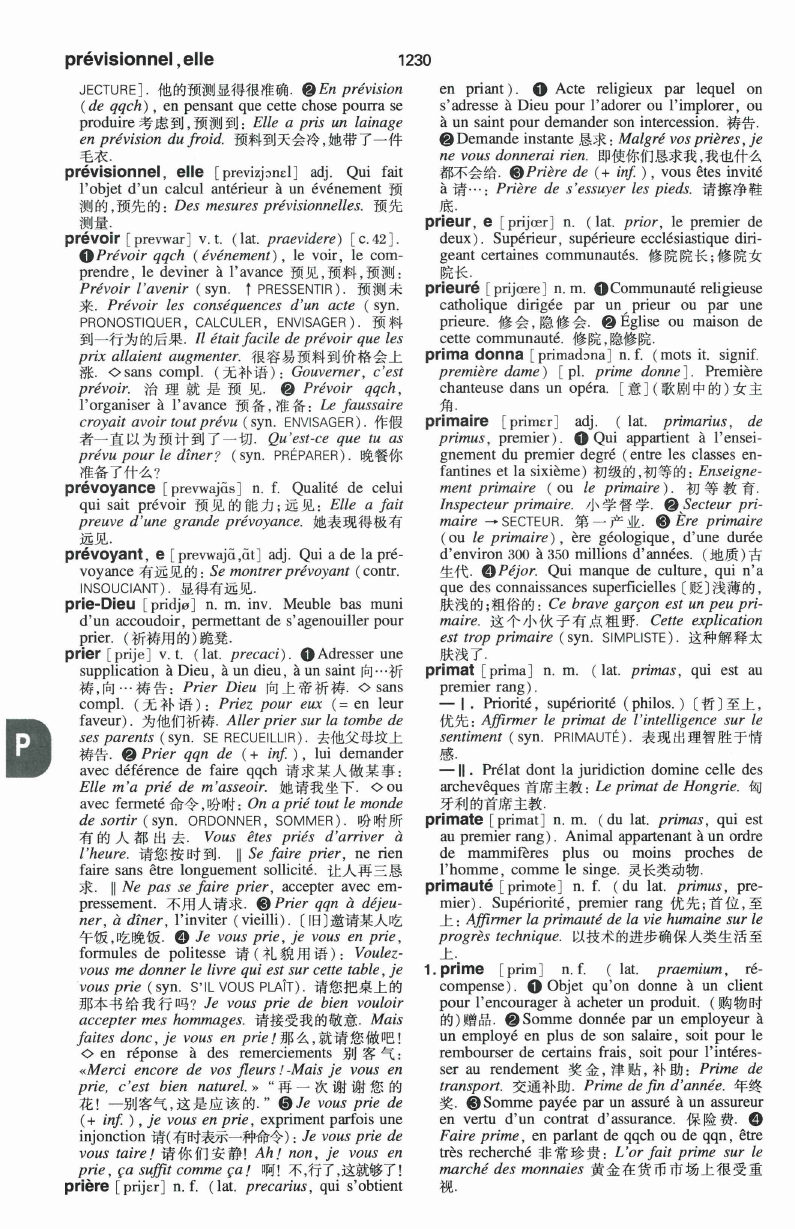 prévisionnel, elle
1230
JECTURE]. 他的预测显得很准确. ❷En prévision
(de qqch), en pensant que cette chose pourra se
produire 考虑到,预测到: Elle a pris un lainage
en prévision du froid. 预料到天会冷,她带了一件
毛衣.
prévisionnel, elle [previzjɔnɛl] adj. Qui fait
l'objet d'un calcul antérieur à un événement 预
测的,预先的: Des mesures prévisionnelles. 预先
测量.
prévoir [prevwar] v. t. (lat. praevidere) [c. 42].
❶Prévoir qqch (événement), le voir, le com-
prendre, le deviner à l'avance 预见,预料,预测:
Prévoir l'avenir (syn. ↑ PRESSENTIR). 预测未
来. Prévoir les conséquences d'un acte (syn.
PRONOSTIQUER, CALCULER, ENVISAGER). 预料
到一行为的后果. Il était facile de prévoir que les
prix allaient augmenter. 很容易预料到价格会上
涨. ◇sans compl. (无补语): Gouverner, c'est
prévoir. 治理就是预见. ❷ Prévoir qqch,
l'organiser à l'avance 预备,准备: Le faussaire
croyait avoir tout prévu (syn. ENVISAGER). 作假
者一直以为预计到了一切. Qu'est-ce que tu as
prévu pour le dîner? (syn. PRÉPARER). 晚餐你
准备了什么?
prévoyance [prevwajɑ̃s] n. f. Qualité de celui
qui sait prévoir 预见的能力;远见: Elle a fait
preuve d'une grande prévoyance. 她表现得极有
远见.
prévoyant, e [prevwajɑ̃,ɑ̃t] adj. Qui a de la pré-
voyance 有远见的: Se montrer prévoyant (contr.
INSOUCIANT). 显得有远见.
prie-Dieu [pridjø] n. m. inv. Meuble bas muni
d'un accoudoir, permettant de s'agenouiller pour
prier. (祈祷用的)跪凳.
prier [prije] v. t. (lat. precaci). ❶Adresser une
supplication à Dieu, à un dieu, à un saint 向…祈
祷,向…祷告: Prier Dieu 向上帝祈祷. ◇ sans
compl. (无补语): Priez pour eux (= en leur
faveur). 为他们祈祷. Aller prier sur la tombe de
ses parents (syn. SE RECUEILLIR). 去他父母坟上
祷告. ❷ Prier qqn de (+ inf.), lui demander
avec déférence de faire qqch 请求某人做某事:
Elle m'a prié de m'asseoir. 她请我坐下. ◇ou
avec fermeté 命令,吩咐: On a prié tout le monde
de sortir (syn. ORDONNER, SOMMER). 吩咐所
有的人都出去. Vous êtes priés d'arriver à
l'heure. 请您按时到. ‖ Se faire prier, ne rien
faire sans être longuement sollicité. 让人再三恳
求. ‖ Ne pas se faire prier, accepter avec em-
pressement. 不用人请求. ❸Prier qqn à déjeu-
ner, à dîner, l'inviter (vieilli). 〔旧〕邀请某人吃
午饭,吃晚饭. ❹ Je vous prie, je vous en prie,
formules de politesse 请(礼貌用语): Voulez-
vous me donner le livre qui est sur cette table, je
vous prie (syn. S'IL VOUS PLAÎT). 请您把桌上的
那本书给我行吗? Je vous prie de bien vouloir
accepter mes hommages. 请接受我的敬意. Mais
faites donc, je vous en prie! 那么,就请您做吧!
◇ en réponse à des remerciements 别客气:
«Merci encore de vos fleurs! -Mais je vous en
prie, c'est bien naturel.» “再一次谢谢您的
花! —别客气,这是应该的.” ❺Je vous prie de
(+ inf.), je vous en prie, expriment parfois une
injonction 请(有时表示一种命令): Je vous prie de
vous taire! 请你们安静! Ah! non, je vous en
prie, ça suffit comme ça! 啊! 不,行了,这就够了!
prière [prijɛr] n. f. (lat. precarius, qui s'obtient
en priant). ❶ Acte religieux par lequel on
s'adresse à Dieu pour l'adorer ou l'implorer, ou
à un saint pour demander son intercession. 祷告.
❷Demande instante 恳求: Malgré vos prières, je
ne vous donnerai rien. 即使你们恳求我,我也什么
都不会给. ❸Prière de (+ inf.), vous êtes invité
à 请…: Prière de s'essuyer les pieds. 请擦净鞋
底.
prieur, e [prijœr] n. (lat. prior, le premier de
deux). Supérieur, supérieure ecclésiastique diri-
geant certaines communautés. 修院院长;修院女
院长.
prieuré [prijœre] n. m. ❶Communauté religieuse
catholique dirigée par un prieur ou par une
prieure. 修会,隐修会. ❷ Église ou maison de
cette communauté. 修院,隐修院.
prima donna [primadɔna] n. f. (mots it. signif.
première dame) [pl. prime donne]. Première
chanteuse dans un opéra. [意](歌剧中的)女主
角.
primaire [primɛr] adj. (lat. primarius, de
primus, premier). ❶ Qui appartient à l'ensei-
gnement du premier degré (entre les classes en-
fantines et la sixième) 初级的,初等的: Enseigne-
ment primaire (ou le primaire). 初等教育.
Inspecteur primaire. 小学督学. ❷Secteur pri-
maire → SECTEUR. 第一产业. ❸ Ère primaire
(ou le primaire), ère géologique, d'une durée
d'environ 300 à 350 millions d'années. (地质)古
生代. ❹Péjor. Qui manque de culture, qui n'a
que des connaissances superficielles〔贬〕浅薄的,
肤浅的;粗俗的: Ce brave garçon est un peu pri-
maire. 这个小伙子有点粗野. Cette explication
est trop primaire (syn. SIMPLISTE). 这种解释太
肤浅了.
primat [prima] n. m. (lat. primas, qui est au
premier rang).
— Ⅰ. Priorité, supériorité (philos.)〔哲〕至上,
优先: Affirmer le primat de l'intelligence sur le
sentiment (syn. PRIMAUTÉ). 表现出理智胜于情
感.
— Ⅱ. Prélat dont la juridiction domine celle des
archevêques 首席主教: Le primat de Hongrie. 匈
牙利的首席主教.
primate [primat] n. m. (du lat. primas, qui est
au premier rang). Animal appartenant à un ordre
de mammifères plus ou moins proches de
l'homme, comme le singe. 灵长类动物.
primauté [primote] n. f. (du lat. primus, pre-
mier). Supériorité, premier rang 优先;首位,至
上: Affirmer la primauté de la vie humaine sur le
progrès technique. 以技术的进步确保人类生活至
上.
1. prime [prim] n. f. (lat. praemium, ré-
compense). ❶ Objet qu'on donne à un client
pour l'encourager à acheter un produit. (购物时
的)赠品. ❷Somme donnée par un employeur à
un employé en plus de son salaire, soit pour le
rembourser de certains frais, soit pour l'intéres-
ser au rendement 奖金,津贴,补助: Prime de
transport. 交通补助. Prime de fin d'année. 年终
奖. ❸Somme payée par un assuré à un assureur
en vertu d'un contrat d'assurance. 保险费. ❹
Faire prime, en parlant de qqch ou de qqn, être
très recherché 非常珍贵: L'or fait prime sur le
marché des monnaies 黄金在货币市场上很受重
视.
P